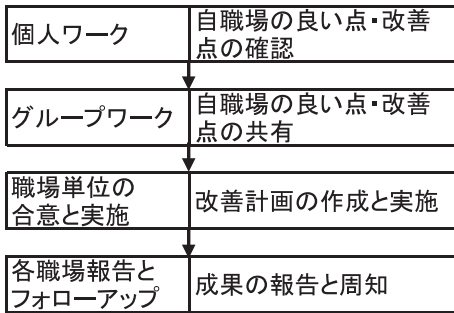 個人ワーク
自職場の良い点・改善
点の確認
グループワーク
自職場の良い点・改善
点の共有
職場単位の
合意と実施
改善計画の作成と実施
各職場報告と
フォローアップ
成果の報告と周知